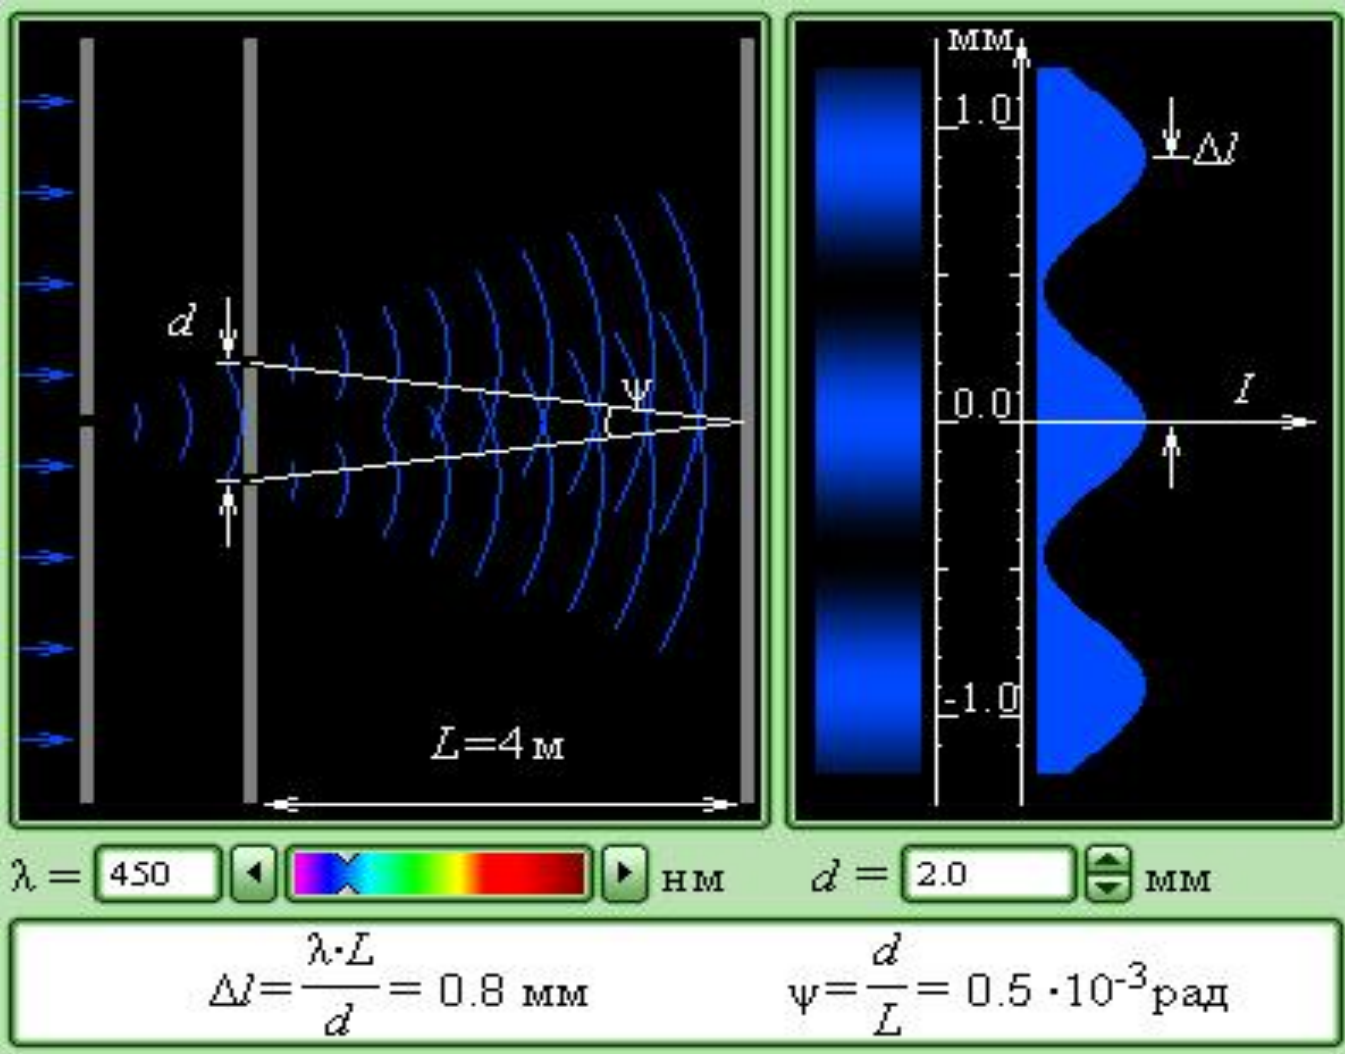 d
ψ
L=4 м
мм
1.0
0.0
-1.0
Δl
I
λ = 450 нм
d = 2.0 мм
Δl = λ·L / d = 0.8 мм
ψ = d / L = 0.5 ·10⁻³ рад